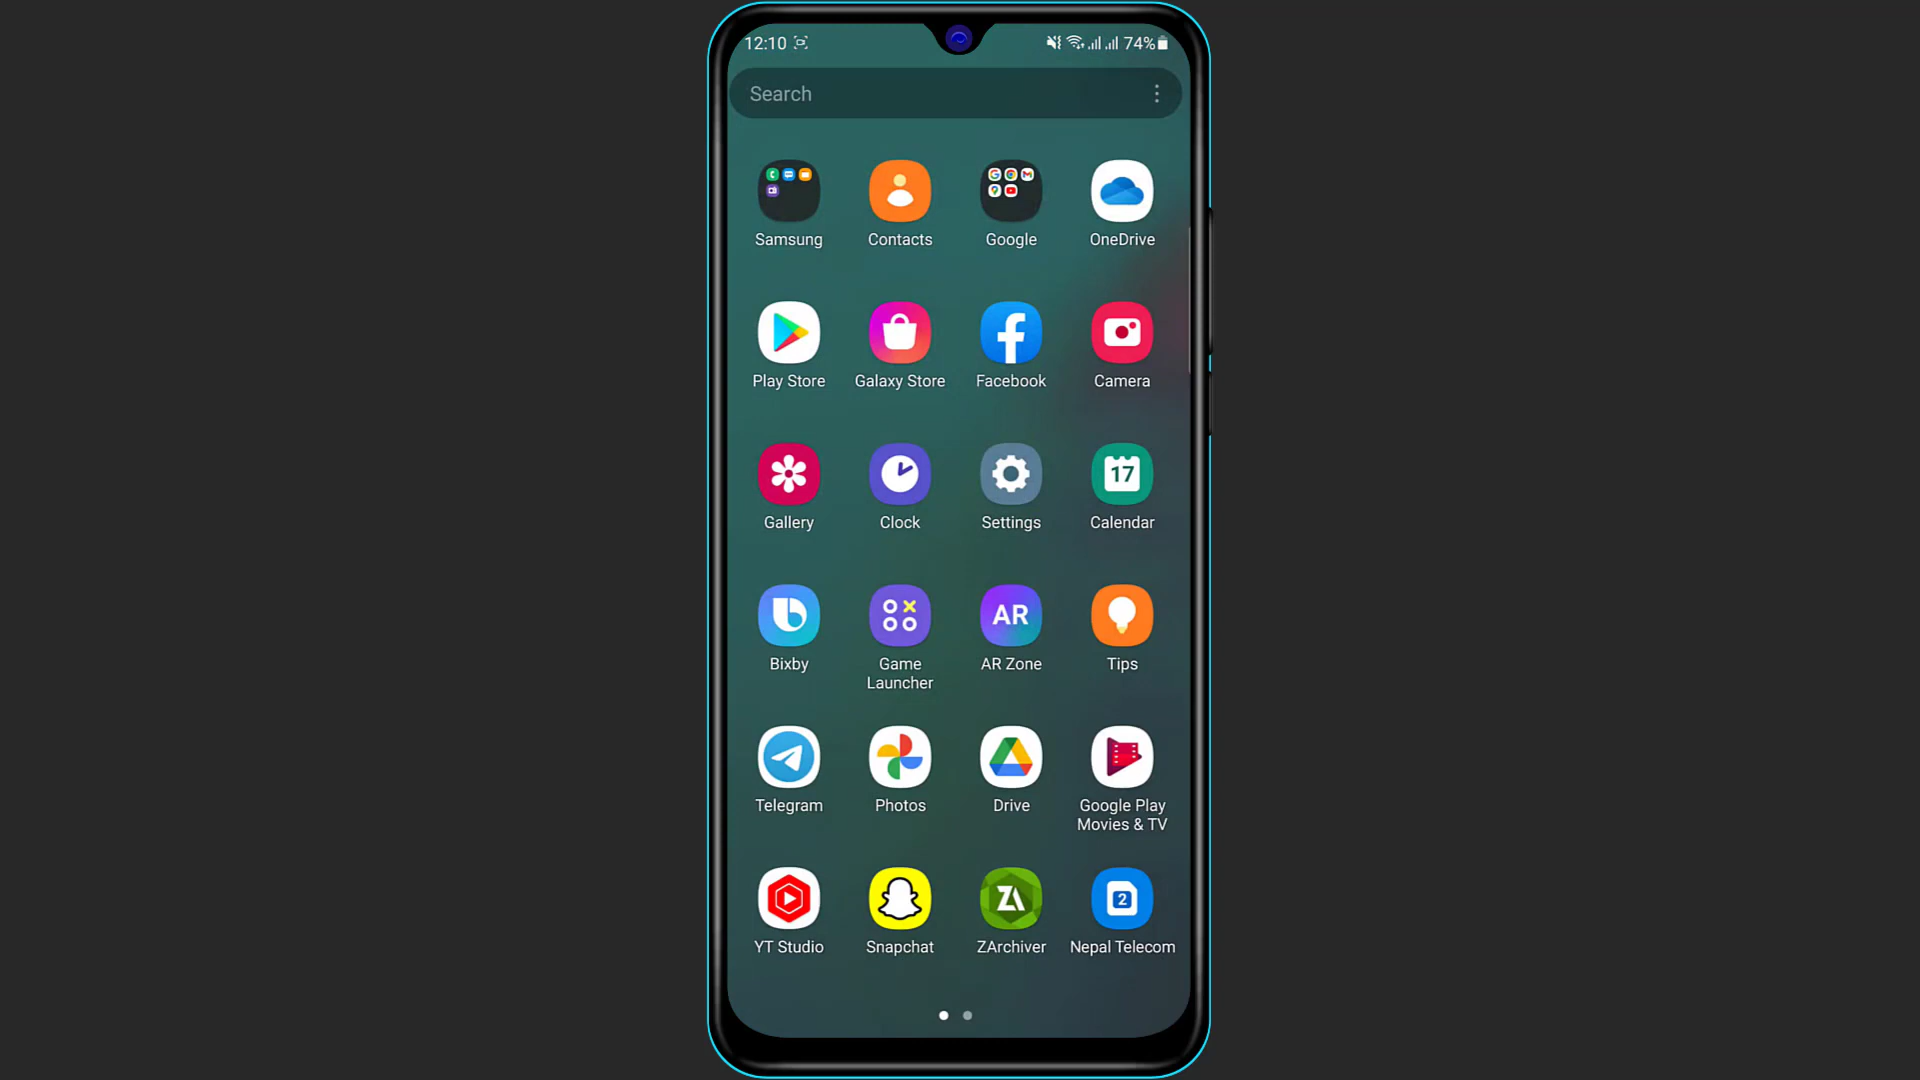 12:10 74%
Search
Samsung Contacts Google OneDrive
Play Store Galaxy Store Facebook Camera
17
Gallery Clock Settings Calendar
AR
Bixby Game Launcher AR Zone Tips
Telegram Photos Drive Google Play Movies & TV
ZA 2
YT Studio Snapchat ZArchiver Nepal Telecom